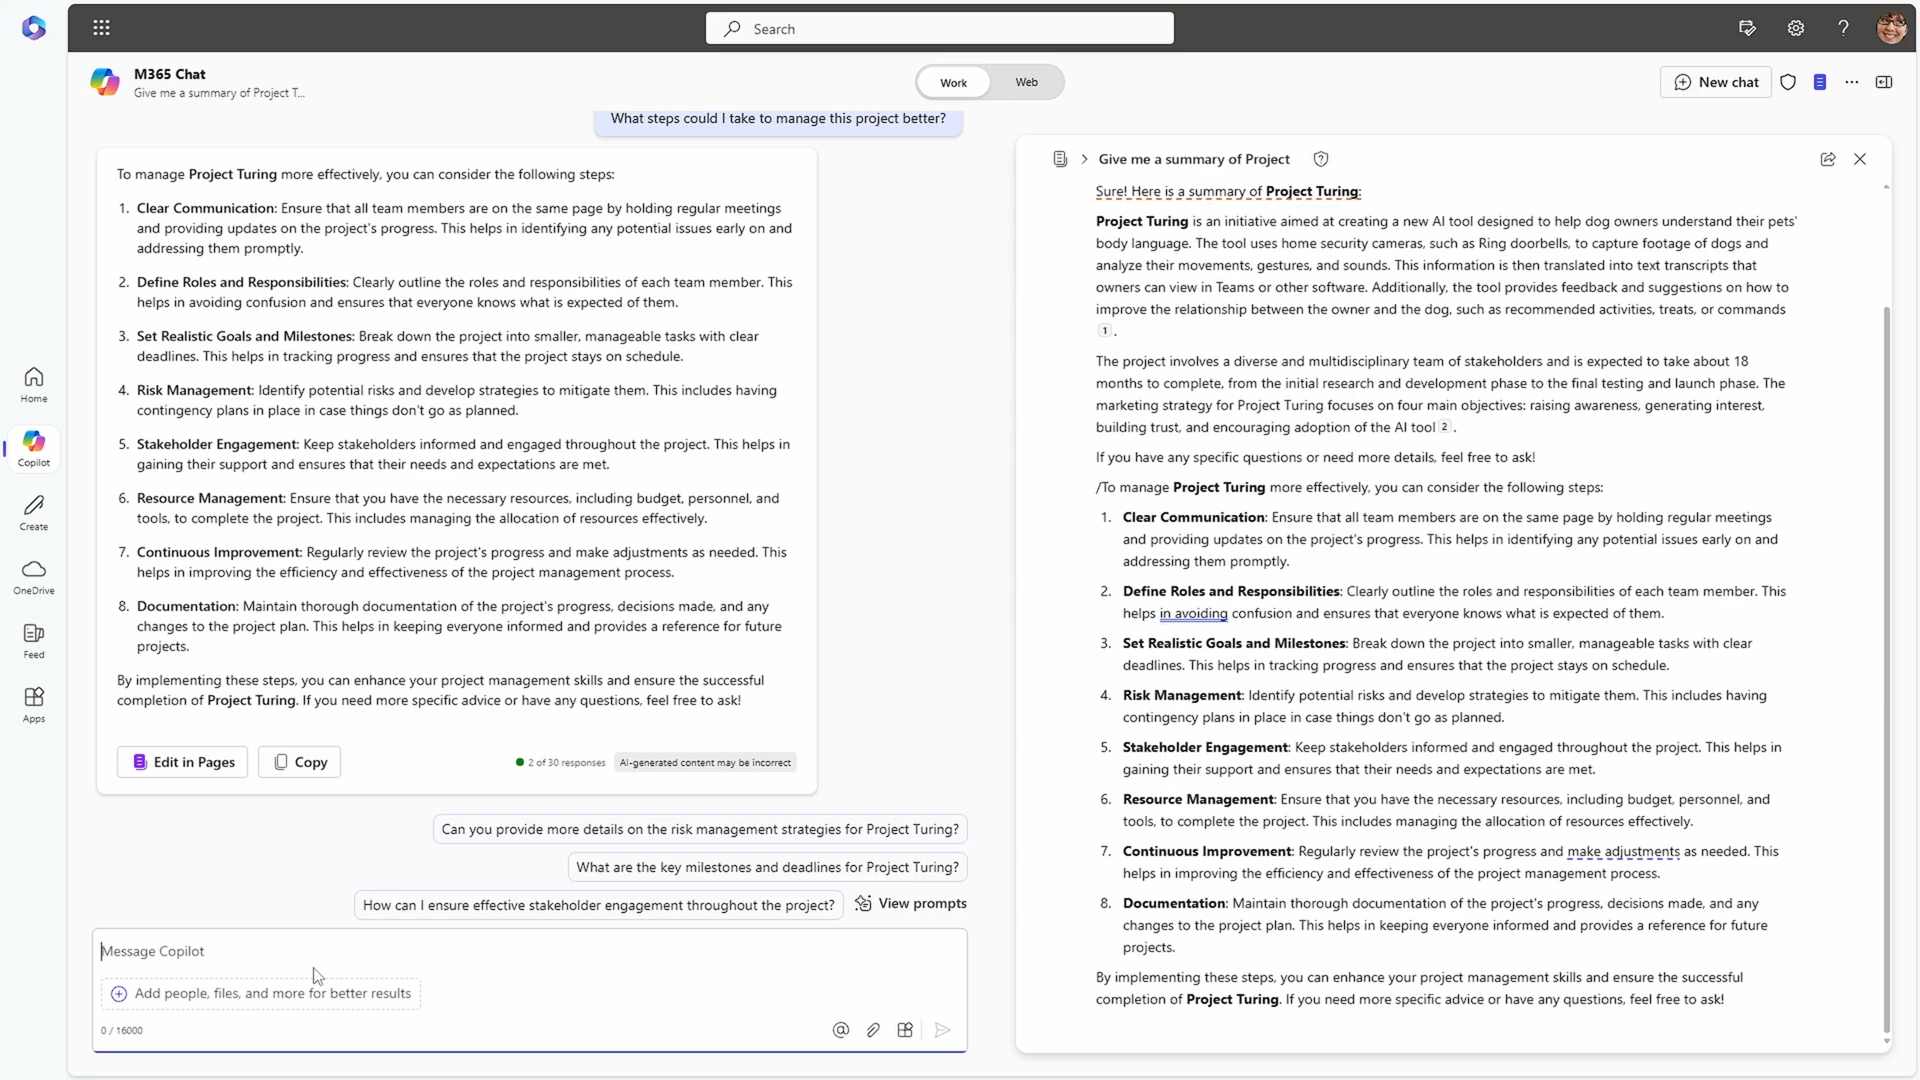 Search
M365 Chat
Give me a summary of Project T...
Work
Web
New chat
Home
Copilot
Create
OneDrive
Feed
Apps
What steps could I take to manage this project better?
To manage Project Turing more effectively, you can consider the following steps:
1. Clear Communication: Ensure that all team members are on the same page by holding regular meetings
and providing updates on the project's progress. This helps in identifying any potential issues early on and
addressing them promptly.
2. Define Roles and Responsibilities: Clearly outline the roles and responsibilities of each team member. This
helps in avoiding confusion and ensures that everyone knows what is expected of them.
3. Set Realistic Goals and Milestones: Break down the project into smaller, manageable tasks with clear
deadlines. This helps in tracking progress and ensures that the project stays on schedule.
4. Risk Management: Identify potential risks and develop strategies to mitigate them. This includes having
contingency plans in place in case things don't go as planned.
5. Stakeholder Engagement: Keep stakeholders informed and engaged throughout the project. This helps in
gaining their support and ensures that their needs and expectations are met.
6. Resource Management: Ensure that you have the necessary resources, including budget, personnel, and
tools, to complete the project. This includes managing the allocation of resources effectively.
7. Continuous Improvement: Regularly review the project's progress and make adjustments as needed. This
helps in improving the efficiency and effectiveness of the project management process.
8. Documentation: Maintain thorough documentation of the project's progress, decisions made, and any
changes to the project plan. This helps in keeping everyone informed and provides a reference for future
projects.
By implementing these steps, you can enhance your project management skills and ensure the successful
completion of Project Turing. If you need more specific advice or have any questions, feel free to ask!
Edit in Pages
Copy
2 of 30 responses
AI-generated content may be incorrect
Can you provide more details on the risk management strategies for Project Turing?
What are the key milestones and deadlines for Project Turing?
How can I ensure effective stakeholder engagement throughout the project?
View prompts
Message Copilot
Add people, files, and more for better results
0 / 16000
Give me a summary of Project
Sure! Here is a summary of Project Turing:
Project Turing is an initiative aimed at creating a new AI tool designed to help dog owners understand their pets'
body language. The tool uses home security cameras, such as Ring doorbells, to capture footage of dogs and
analyze their movements, gestures, and sounds. This information is then translated into text transcripts that
owners can view in Teams or other software. Additionally, the tool provides feedback and suggestions on how to
improve the relationship between the owner and the dog, such as recommended activities, treats, or commands
1 .
The project involves a diverse and multidisciplinary team of stakeholders and is expected to take about 18
months to complete, from the initial research and development phase to the final testing and launch phase. The
marketing strategy for Project Turing focuses on four main objectives: raising awareness, generating interest,
building trust, and encouraging adoption of the AI tool 2 .
If you have any specific questions or need more details, feel free to ask!
/To manage Project Turing more effectively, you can consider the following steps:
1. Clear Communication: Ensure that all team members are on the same page by holding regular meetings
and providing updates on the project's progress. This helps in identifying any potential issues early on and
addressing them promptly.
2. Define Roles and Responsibilities: Clearly outline the roles and responsibilities of each team member. This
helps in avoiding confusion and ensures that everyone knows what is expected of them.
3. Set Realistic Goals and Milestones: Break down the project into smaller, manageable tasks with clear
deadlines. This helps in tracking progress and ensures that the project stays on schedule.
4. Risk Management: Identify potential risks and develop strategies to mitigate them. This includes having
contingency plans in place in case things don't go as planned.
5. Stakeholder Engagement: Keep stakeholders informed and engaged throughout the project. This helps in
gaining their support and ensures that their needs and expectations are met.
6. Resource Management: Ensure that you have the necessary resources, including budget, personnel, and
tools, to complete the project. This includes managing the allocation of resources effectively.
7. Continuous Improvement: Regularly review the project's progress and make adjustments as needed. This
helps in improving the efficiency and effectiveness of the project management process.
8. Documentation: Maintain thorough documentation of the project's progress, decisions made, and any
changes to the project plan. This helps in keeping everyone informed and provides a reference for future
projects.
By implementing these steps, you can enhance your project management skills and ensure the successful
completion of Project Turing. If you need more specific advice or have any questions, feel free to ask!